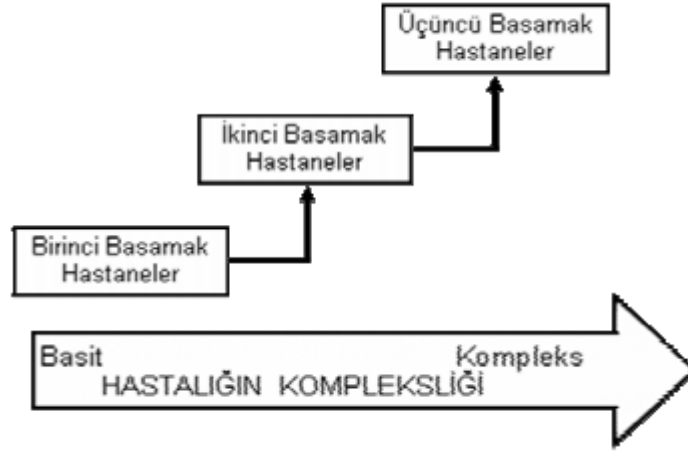 Üçüncü Basamak
Hastaneler
İkinci Basamak
Hastaneler
Birinci Basamak
Hastaneler
Basit Kompleks
HASTALIĞIN KOMPLEKSLİĞİ